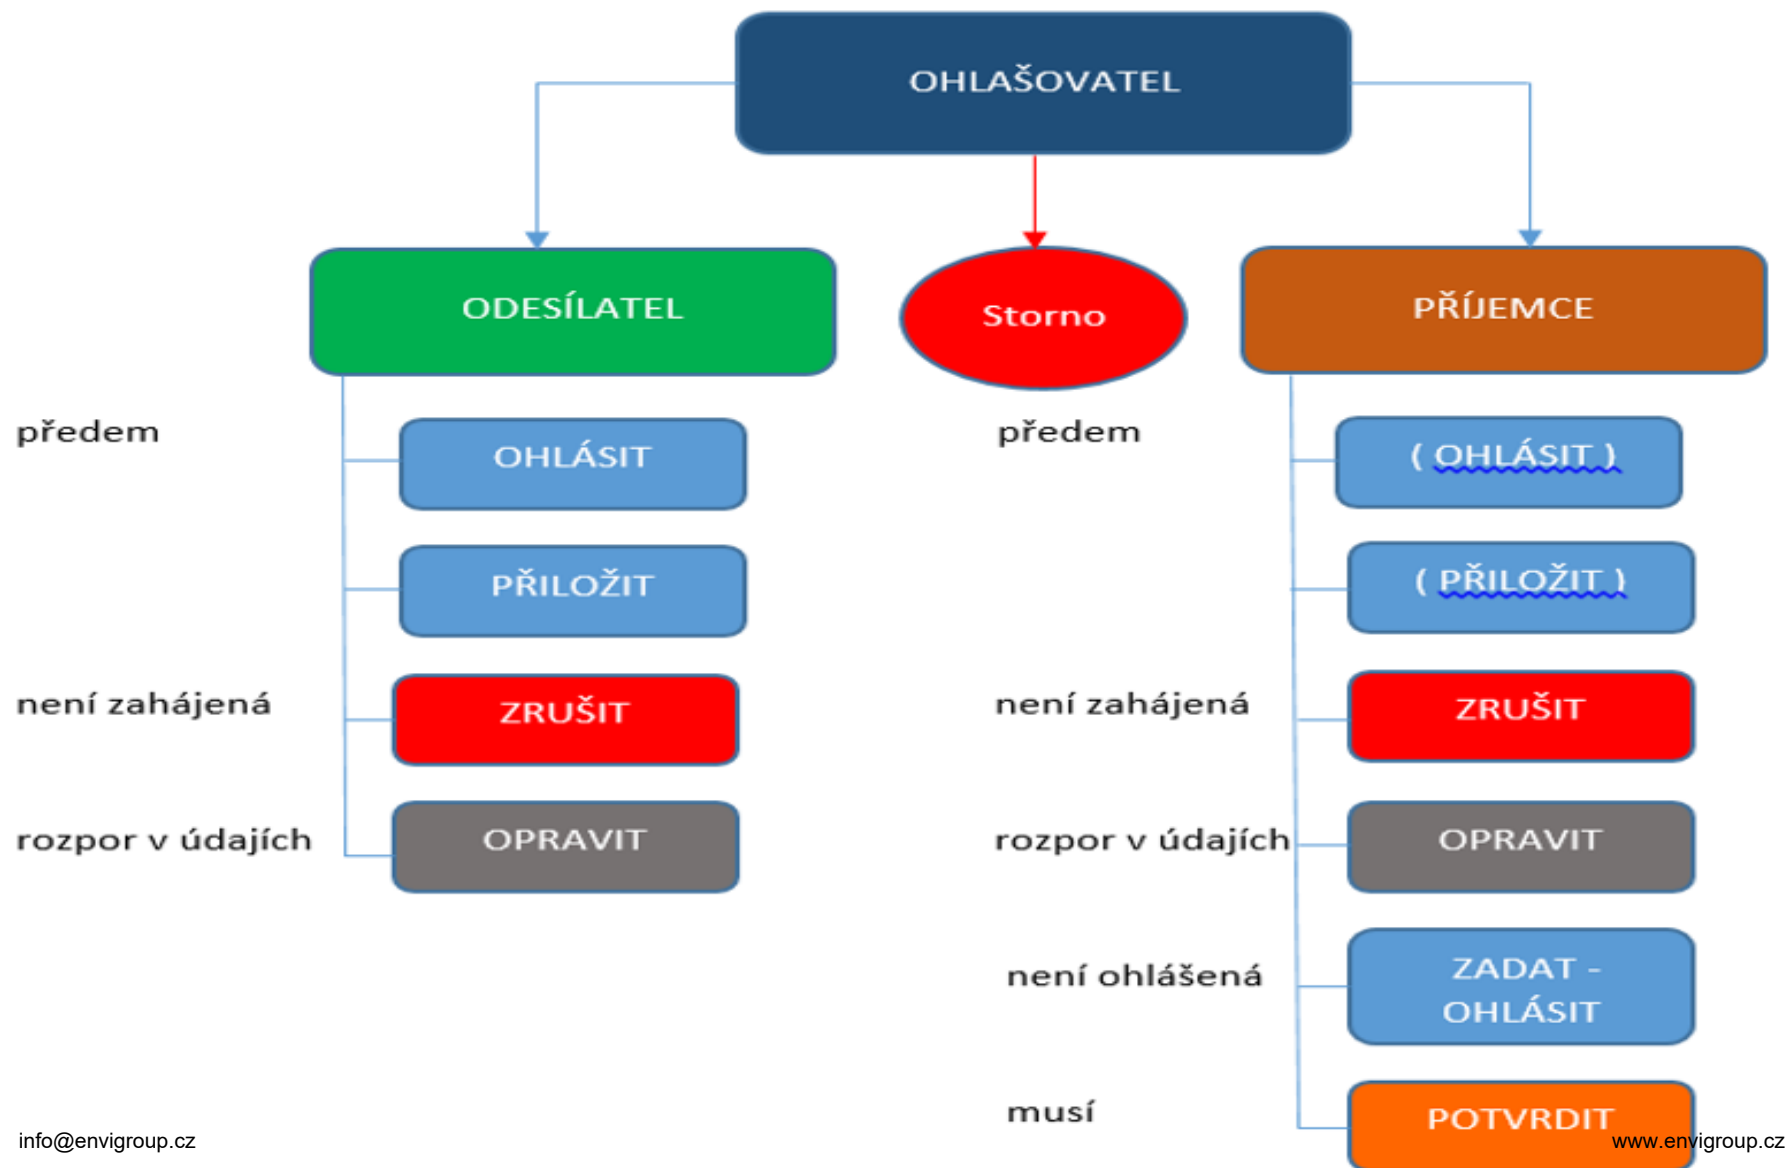 OHLAŠOVATEL
ODESÍLATEL
Storno
PŘÍJEMCE
předem
OHLÁSIT
předem
( OHLÁSIT )
PŘILOŽIT
( PŘILOŽIT )
není zahájená
ZRUŠIT
není zahájená
ZRUŠIT
rozpor v údajích
OPRAVIT
rozpor v údajích
OPRAVIT
není ohlášená
ZADAT -
OHLÁSIT
musí
POTVRDIT
info@envigroup.cz
www.envigroup.cz